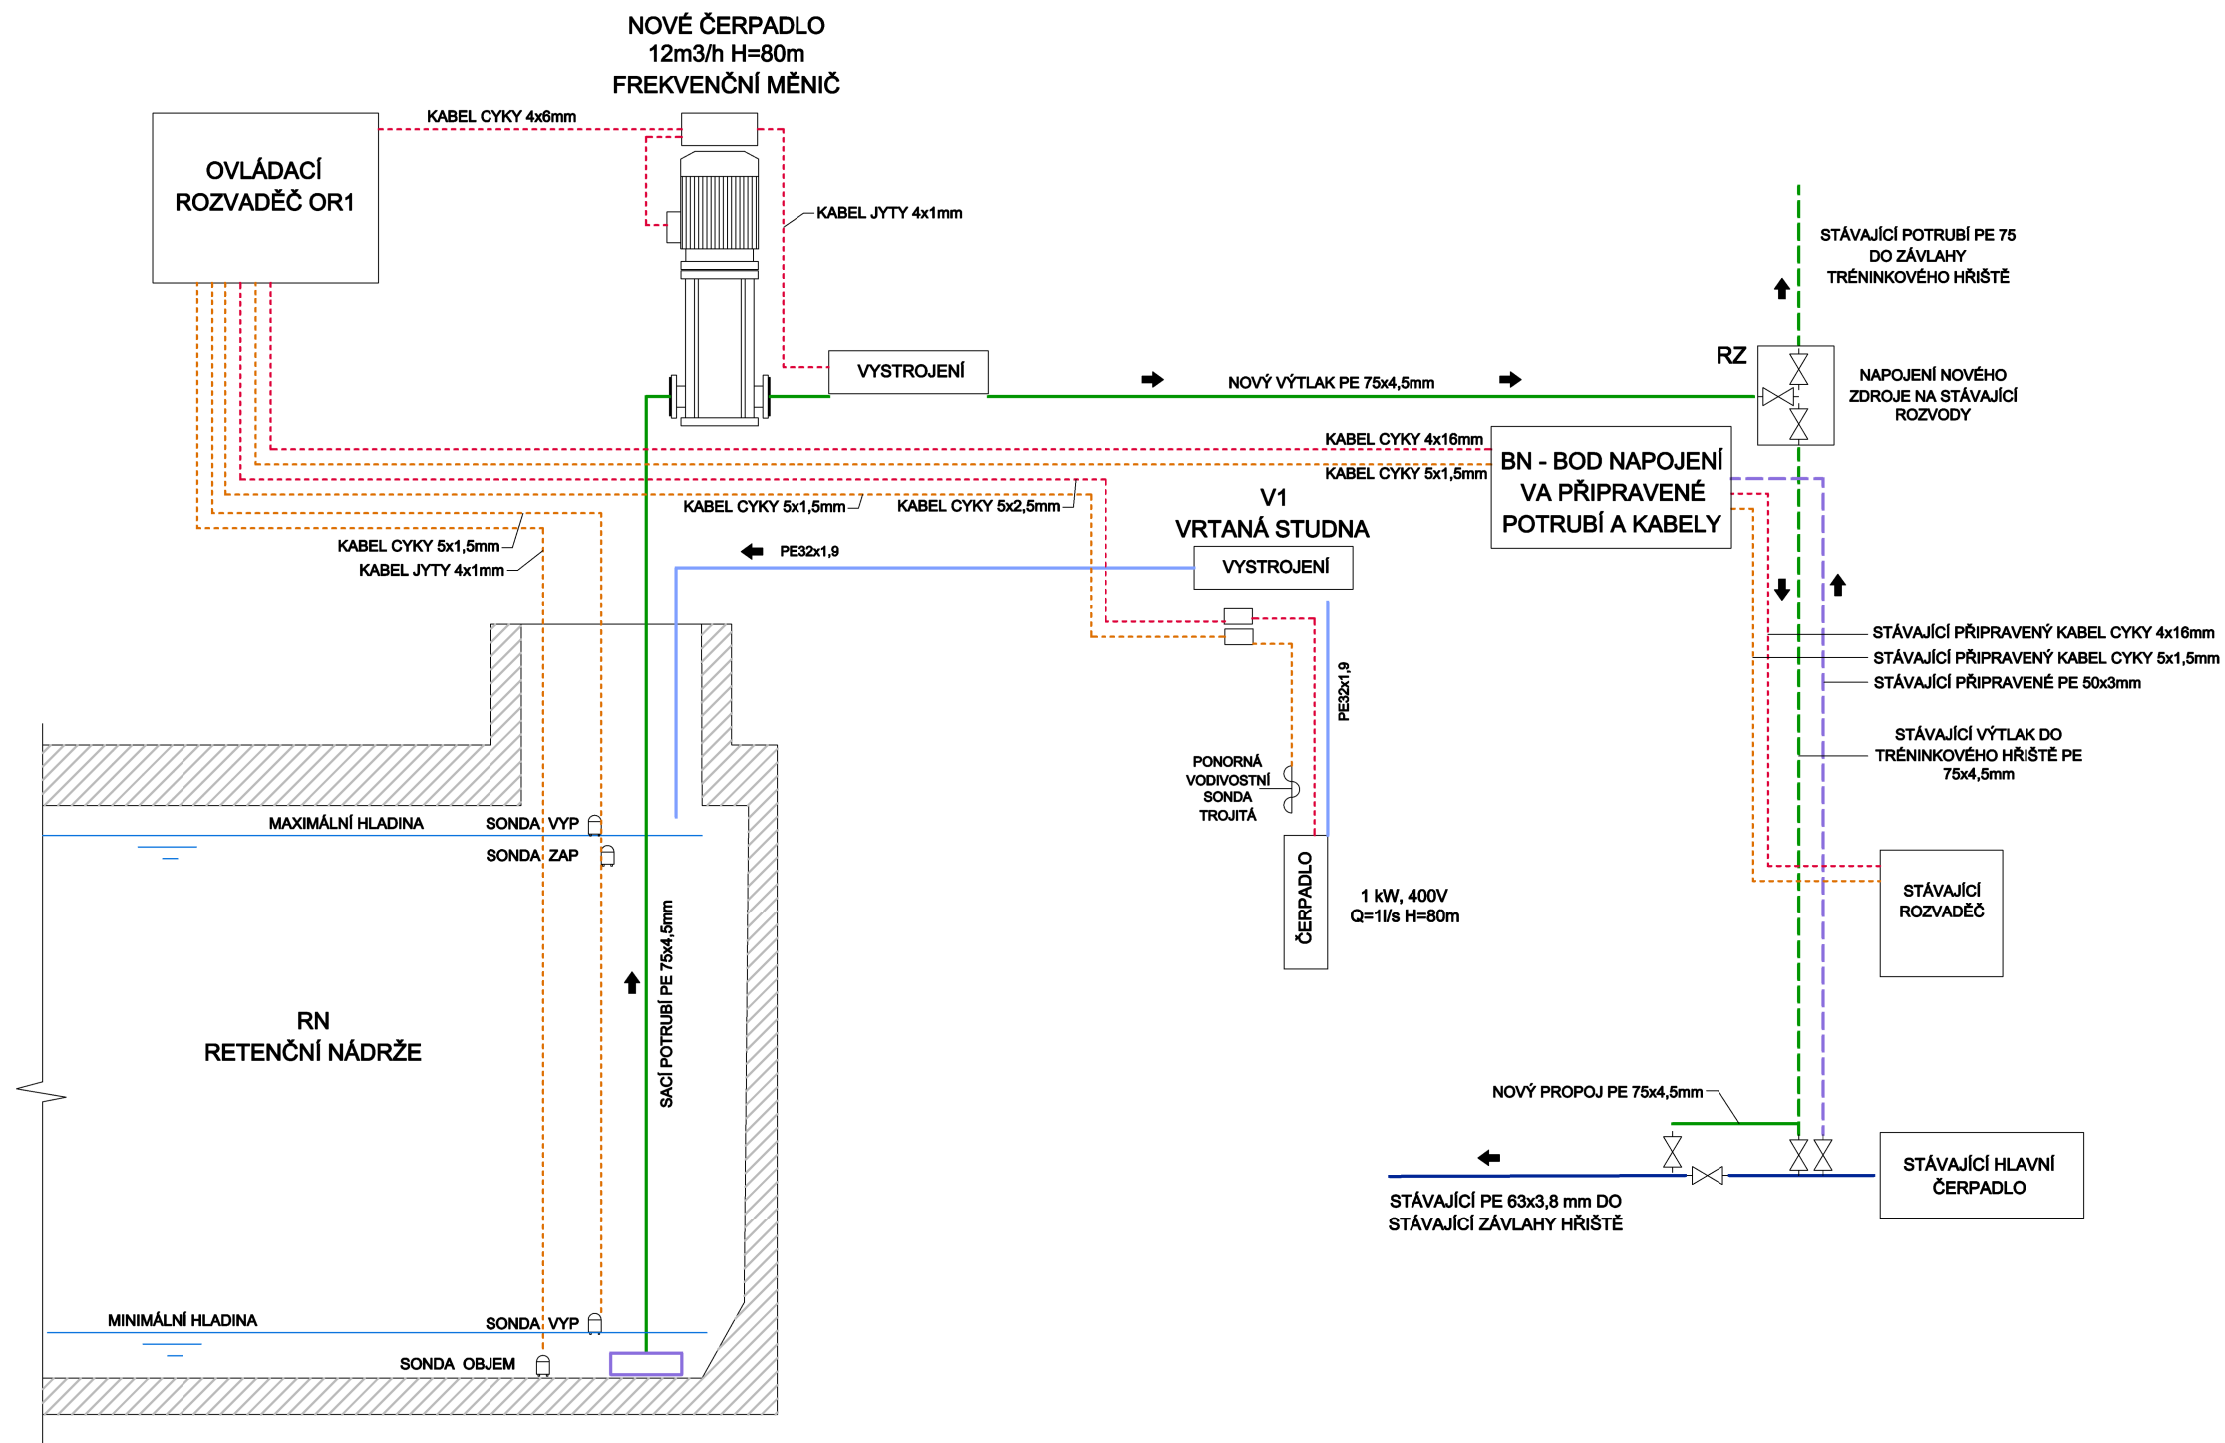 NOVÉ ČERPADLO
12m3/h H=80m
FREKVENČNÍ MĚNIČ
KABEL CYKY 4x6mm
OVLÁDACÍ
ROZVADĚČ OR1
KABEL JYTY 4x1mm
STÁVAJÍCÍ POTRUBÍ PE 75
DO ZÁVLAHY
TRÉNINKOVÉHO HŘIŠTĚ
VYSTROJENÍ
NOVÝ VÝTLAK PE 75x4,5mm
RZ
NAPOJENÍ NOVÉHO
ZDROJE NA STÁVAJÍCÍ
ROZVODY
KABEL CYKY 4x16mm
KABEL CYKY 5x1,5mm
BN - BOD NAPOJENÍ
VA PŘIPRAVENÉ
POTRUBÍ A KABELY
KABEL CYKY 5x1,5mm
KABEL CYKY 5x2,5mm
V1
VRTANÁ STUDNA
VYSTROJENÍ
KABEL CYKY 5x1,5mm
KABEL JYTY 4x1mm
PE32x1,9
STÁVAJÍCÍ PŘIPRAVENÝ KABEL CYKY 4x16mm
STÁVAJÍCÍ PŘIPRAVENÝ KABEL CYKY 5x1,5mm
STÁVAJÍCÍ PŘIPRAVENÉ PE 50x3mm
PE32x1,9
STÁVAJÍCÍ VÝTLAK DO
TRÉNINKOVÉHO HŘIŠTĚ PE
75x4,5mm
PONORNÁ
VODIVOSTNÍ
SONDA
TROJITÁ
MAXIMÁLNÍ HLADINA
SONDA VYP
SONDA ZAP
ČERPADLO
1 kW, 400V
Q=1l/s H=80m
STÁVAJÍCÍ
ROZVADĚČ
SACÍ POTRUBÍ PE 75x4,5mm
RN
RETENČNÍ NÁDRŽE
NOVÝ PROPOJ PE 75x4,5mm
STÁVAJÍCÍ HLAVNÍ
ČERPADLO
STÁVAJÍCÍ PE 63x3,8 mm DO
STÁVAJÍCÍ ZÁVLAHY HŘIŠTĚ
MINIMÁLNÍ HLADINA
SONDA VYP
SONDA OBJEM